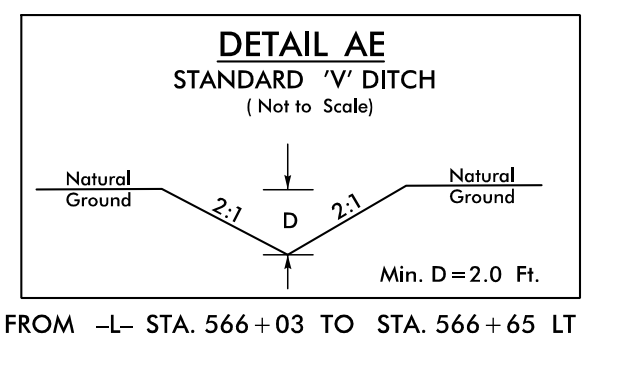 DETAIL AE
STANDARD 'V' DITCH
( Not to Scale)
Natural
Ground
2:1
D
2:1
Natural
Ground
Min. D=2.0 Ft.
FROM -L- STA. 566+03 TO STA. 566+65 LT